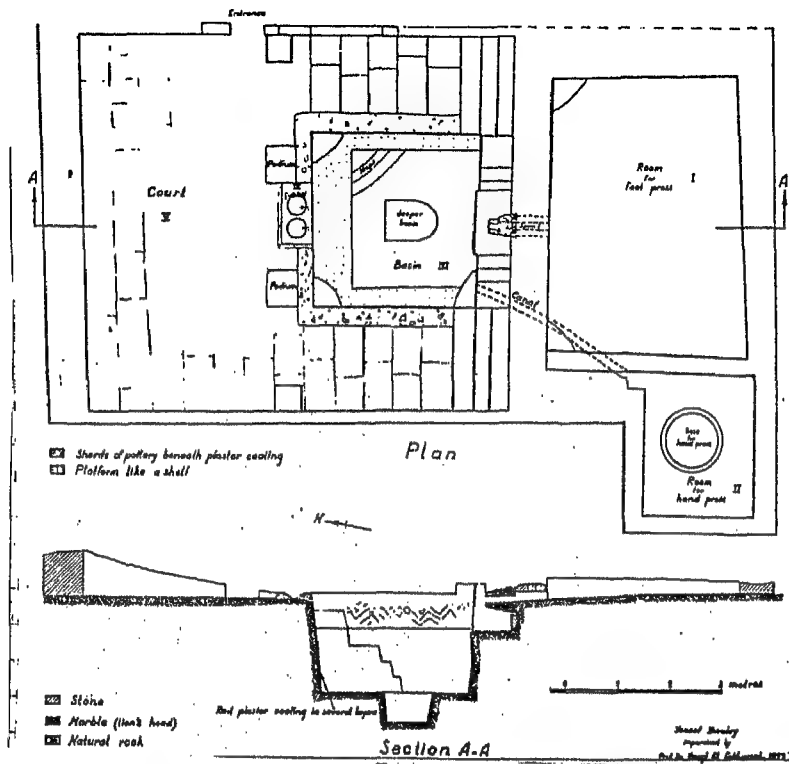 Entrance
A
A
Court
V
Podium
Podium
Steps
deeper
basin
Basin III
Canal
Room
for
foot press
I
base
for
hand press
Room
for
hand press
II
Sherds of pottery beneath plaster coating
Platform like a shelf
Plan
N
Red plaster coating in several layers
metres
Stone
Marble (lion's head)
Natural rock
Section A-A